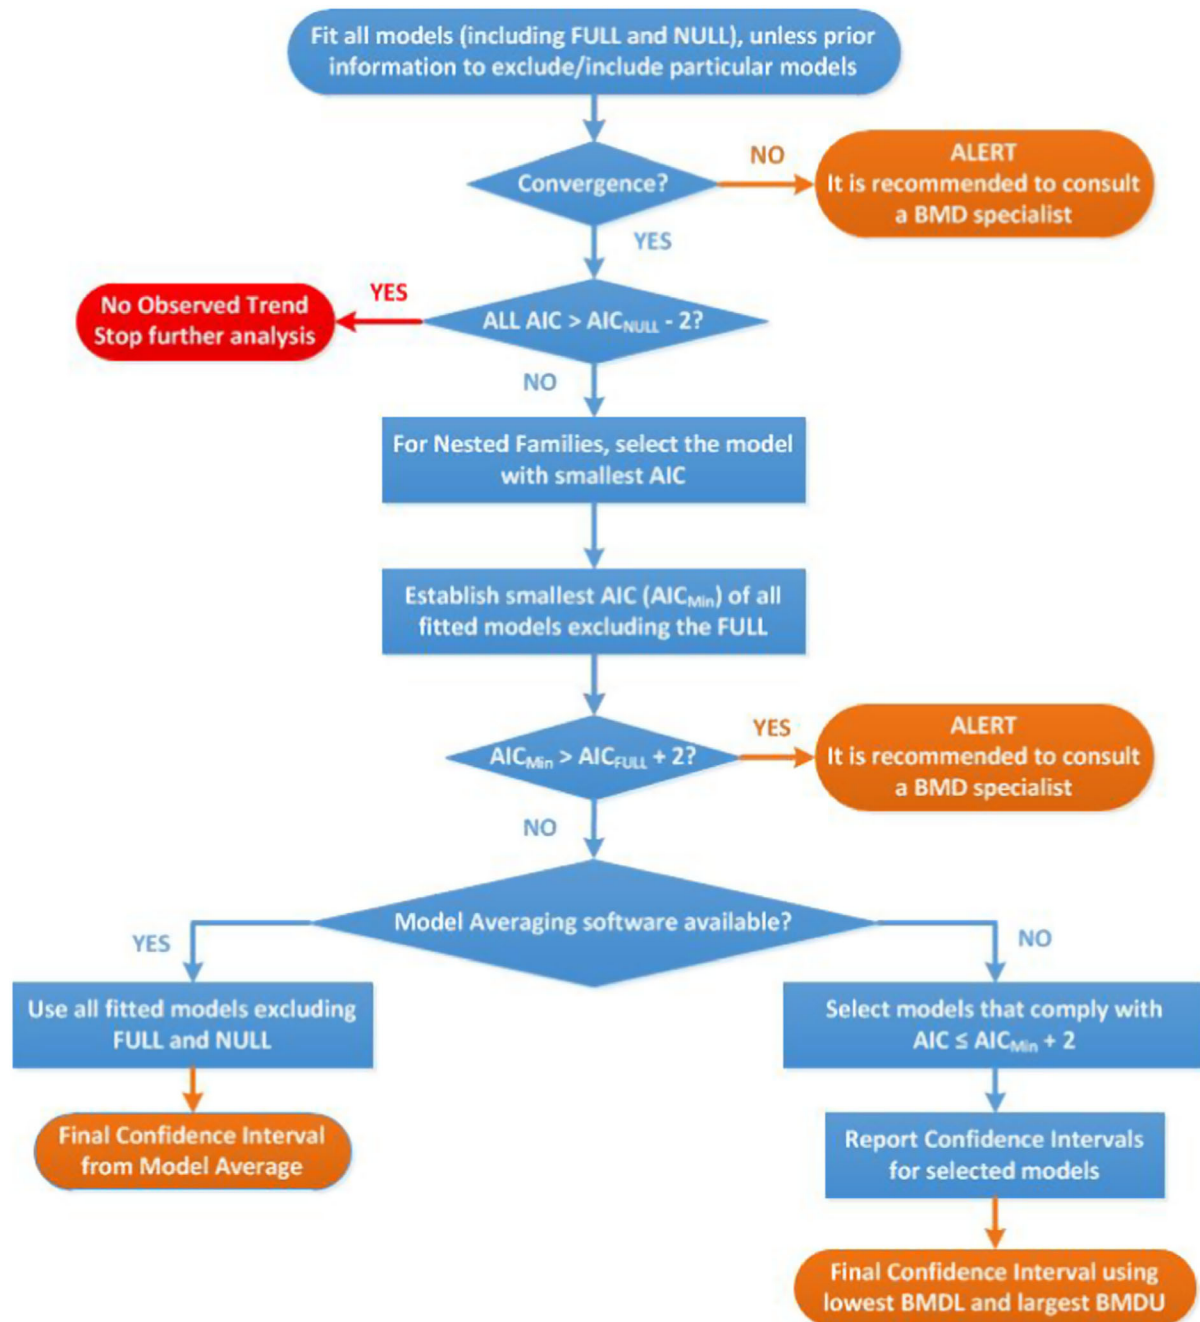 Fit all models (including FULL and NULL), unless prior
information to exclude/include particular models
Convergence?
NO
ALERT
It is recommended to consult
a BMD specialist
YES
ALL AIC > AIC_NULL - 2?
YES
No Observed Trend
Stop further analysis
NO
For Nested Families, select the model
with smallest AIC
Establish smallest AIC (AIC_Min) of all
fitted models excluding the FULL
AIC_Min > AIC_FULL + 2?
YES
ALERT
It is recommended to consult
a BMD specialist
NO
Model Averaging software available?
YES
Use all fitted models excluding
FULL and NULL
Final Confidence Interval
from Model Average
NO
Select models that comply with
AIC ≤ AIC_Min + 2
Report Confidence Intervals
for selected models
Final Confidence Interval using
lowest BMDL and largest BMDU